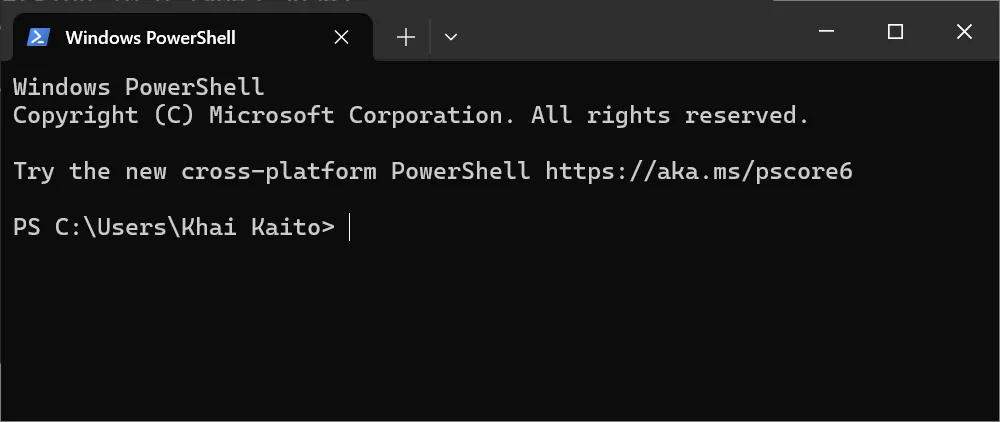 Windows PowerShell
Windows PowerShell
Copyright (C) Microsoft Corporation. All rights reserved.
Try the new cross-platform PowerShell https://aka.ms/pscore6
PS C:\Users\Khai Kaito>